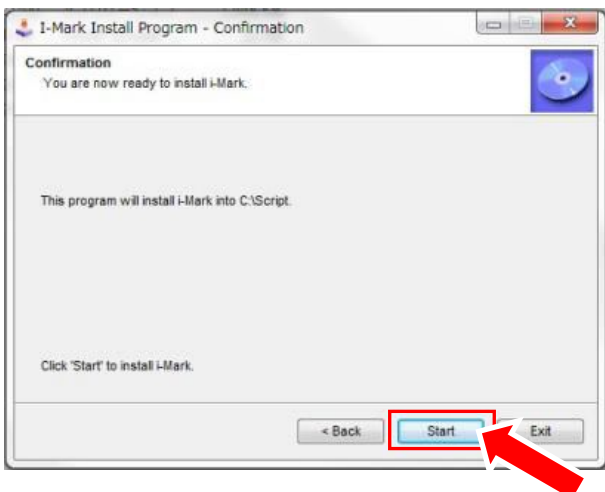 I-Mark Install Program - Confirmation
Confirmation
You are now ready to install i-Mark.
This program will install i-Mark into C:\Script.
Click 'Start' to install i-Mark.
< Back
Start
Exit